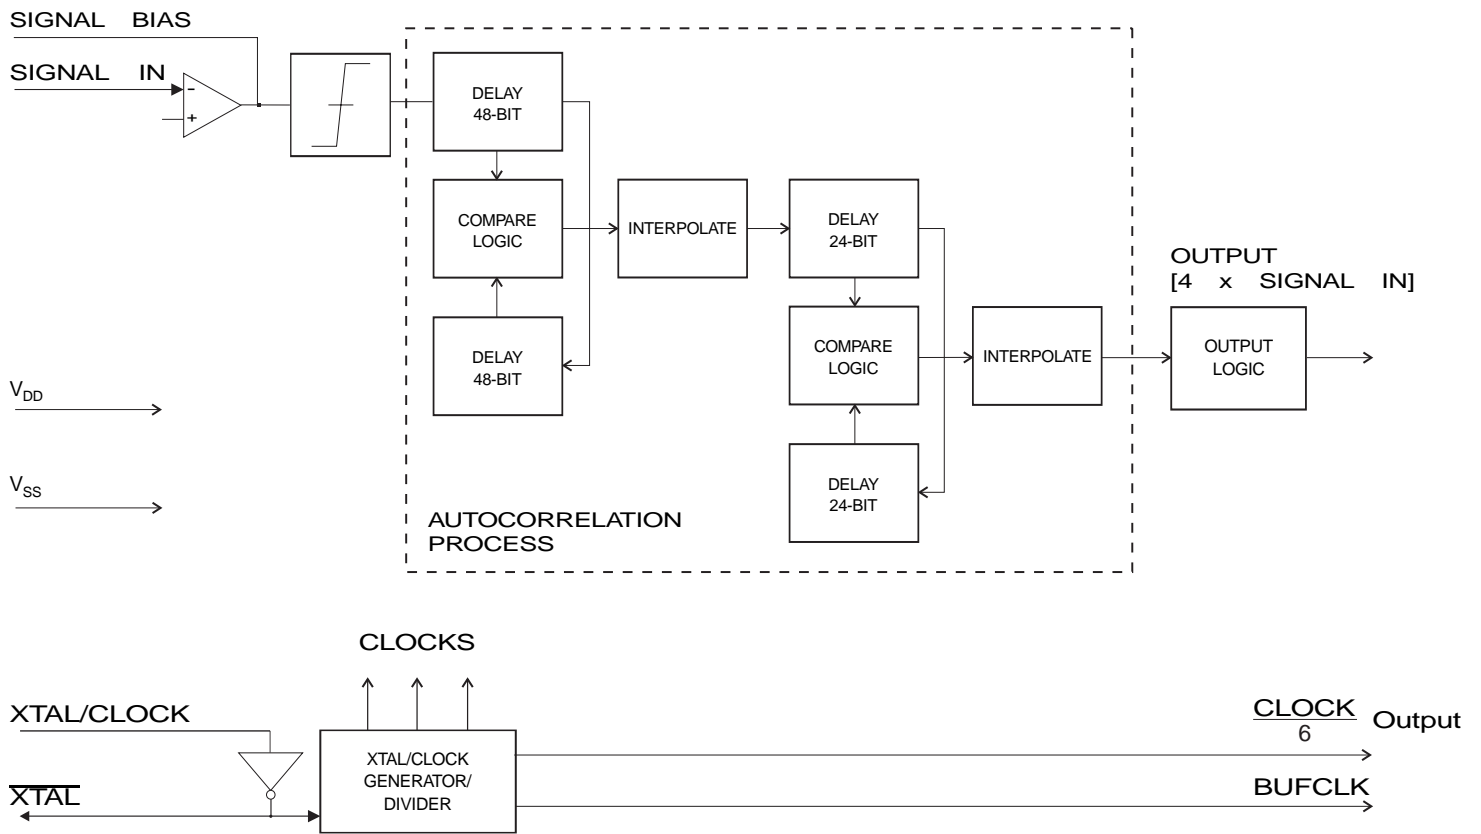 SIGNAL BIAS
SIGNAL IN
-
+
DELAY
48-BIT
COMPARE
LOGIC
DELAY
48-BIT
INTERPOLATE
DELAY
24-BIT
COMPARE
LOGIC
DELAY
24-BIT
INTERPOLATE
OUTPUT
[4 x SIGNAL IN]
OUTPUT
LOGIC
VDD
VSS
AUTOCORRELATION
PROCESS
CLOCKS
XTAL/CLOCK
XTAL
XTAL/CLOCK
GENERATOR/
DIVIDER
CLOCK
6
Output
BUFCLK